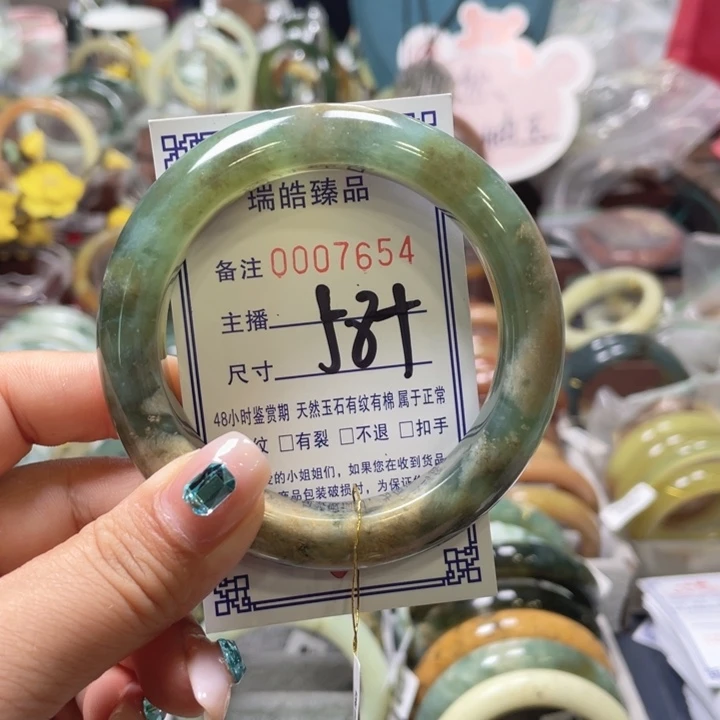 瑞皓臻品
备注 0007654
主播
尺寸 58+
48小时鉴赏期 天然玉石有纹有棉 属于正常
纹 □有裂 □不退 □扣手
的小姐姐们，如果您在收到货品
商品包装破损时，为保证